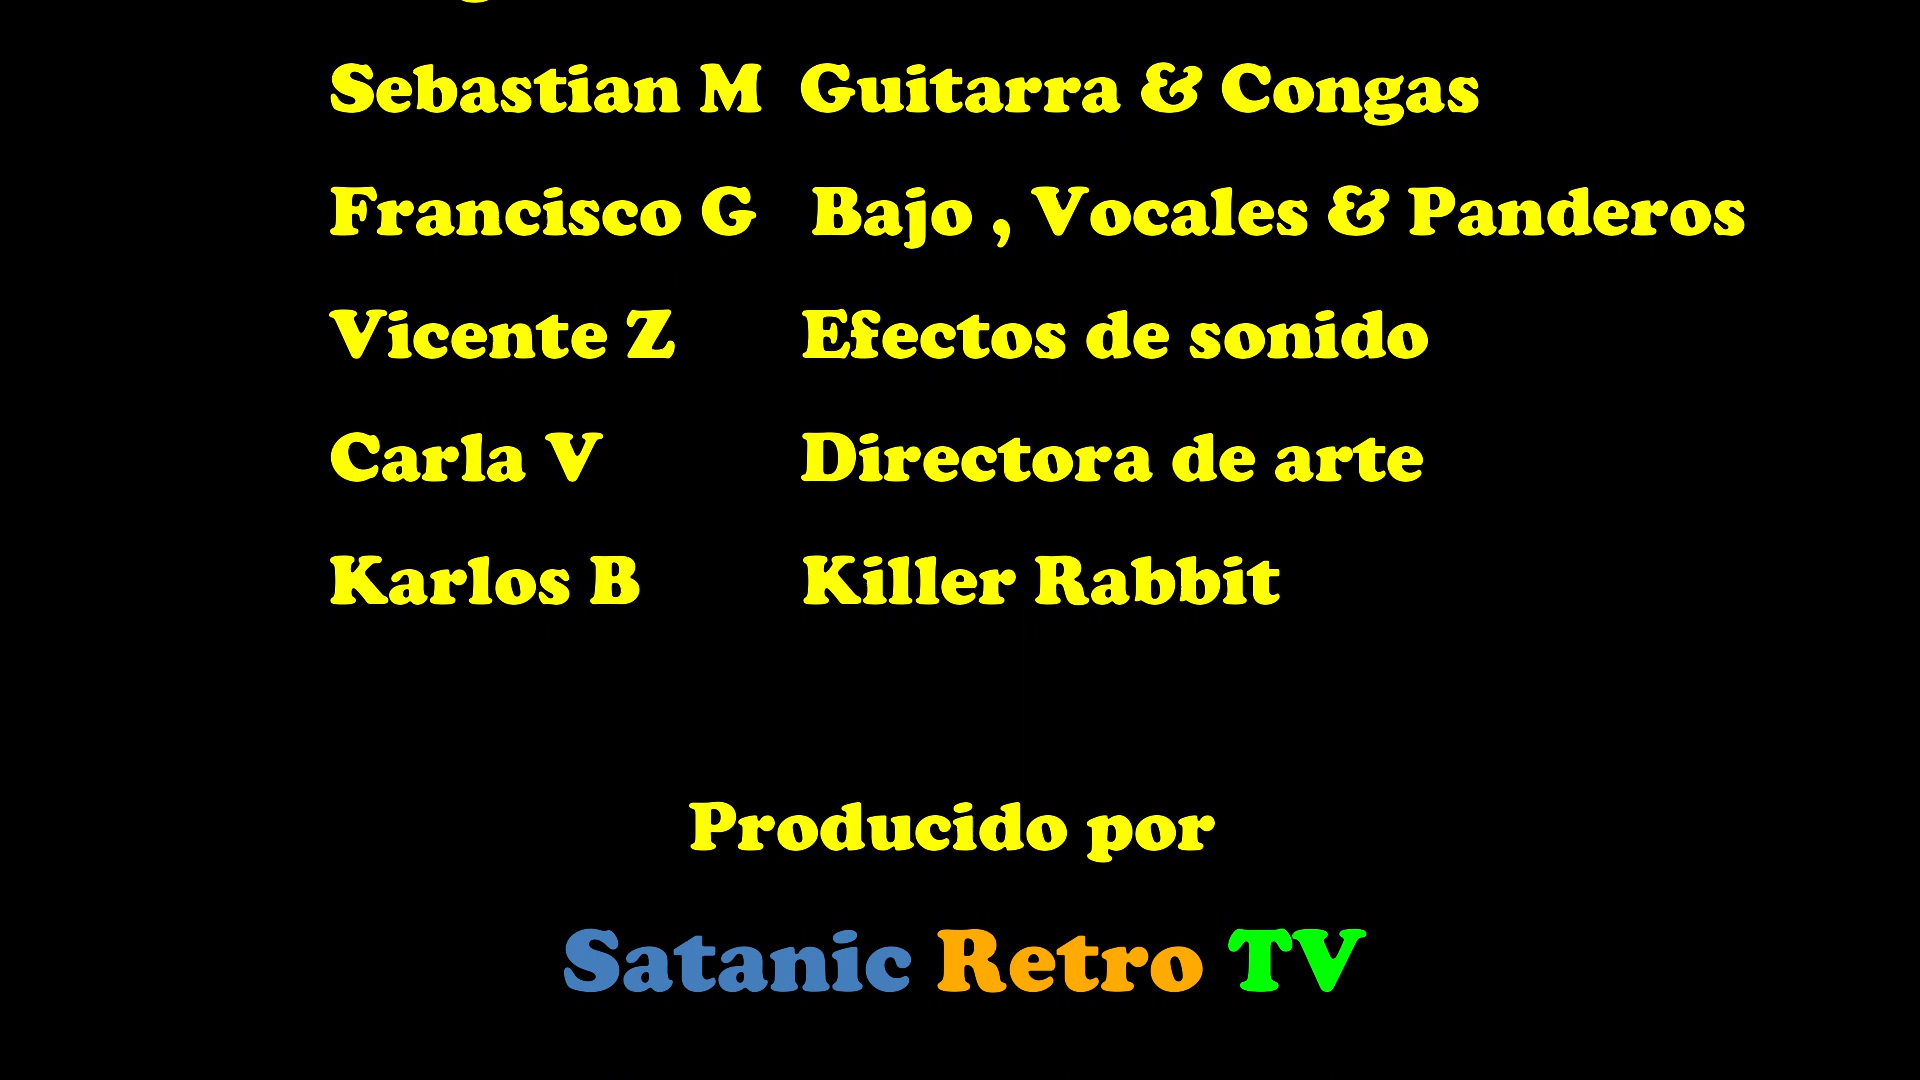 Sebastian M Guitarra & Congas
Francisco G Bajo , Vocales & Panderos
Vicente Z Efectos de sonido
Carla V Directora de arte
Karlos B Killer Rabbit
Producido por
Satanic Retro TV